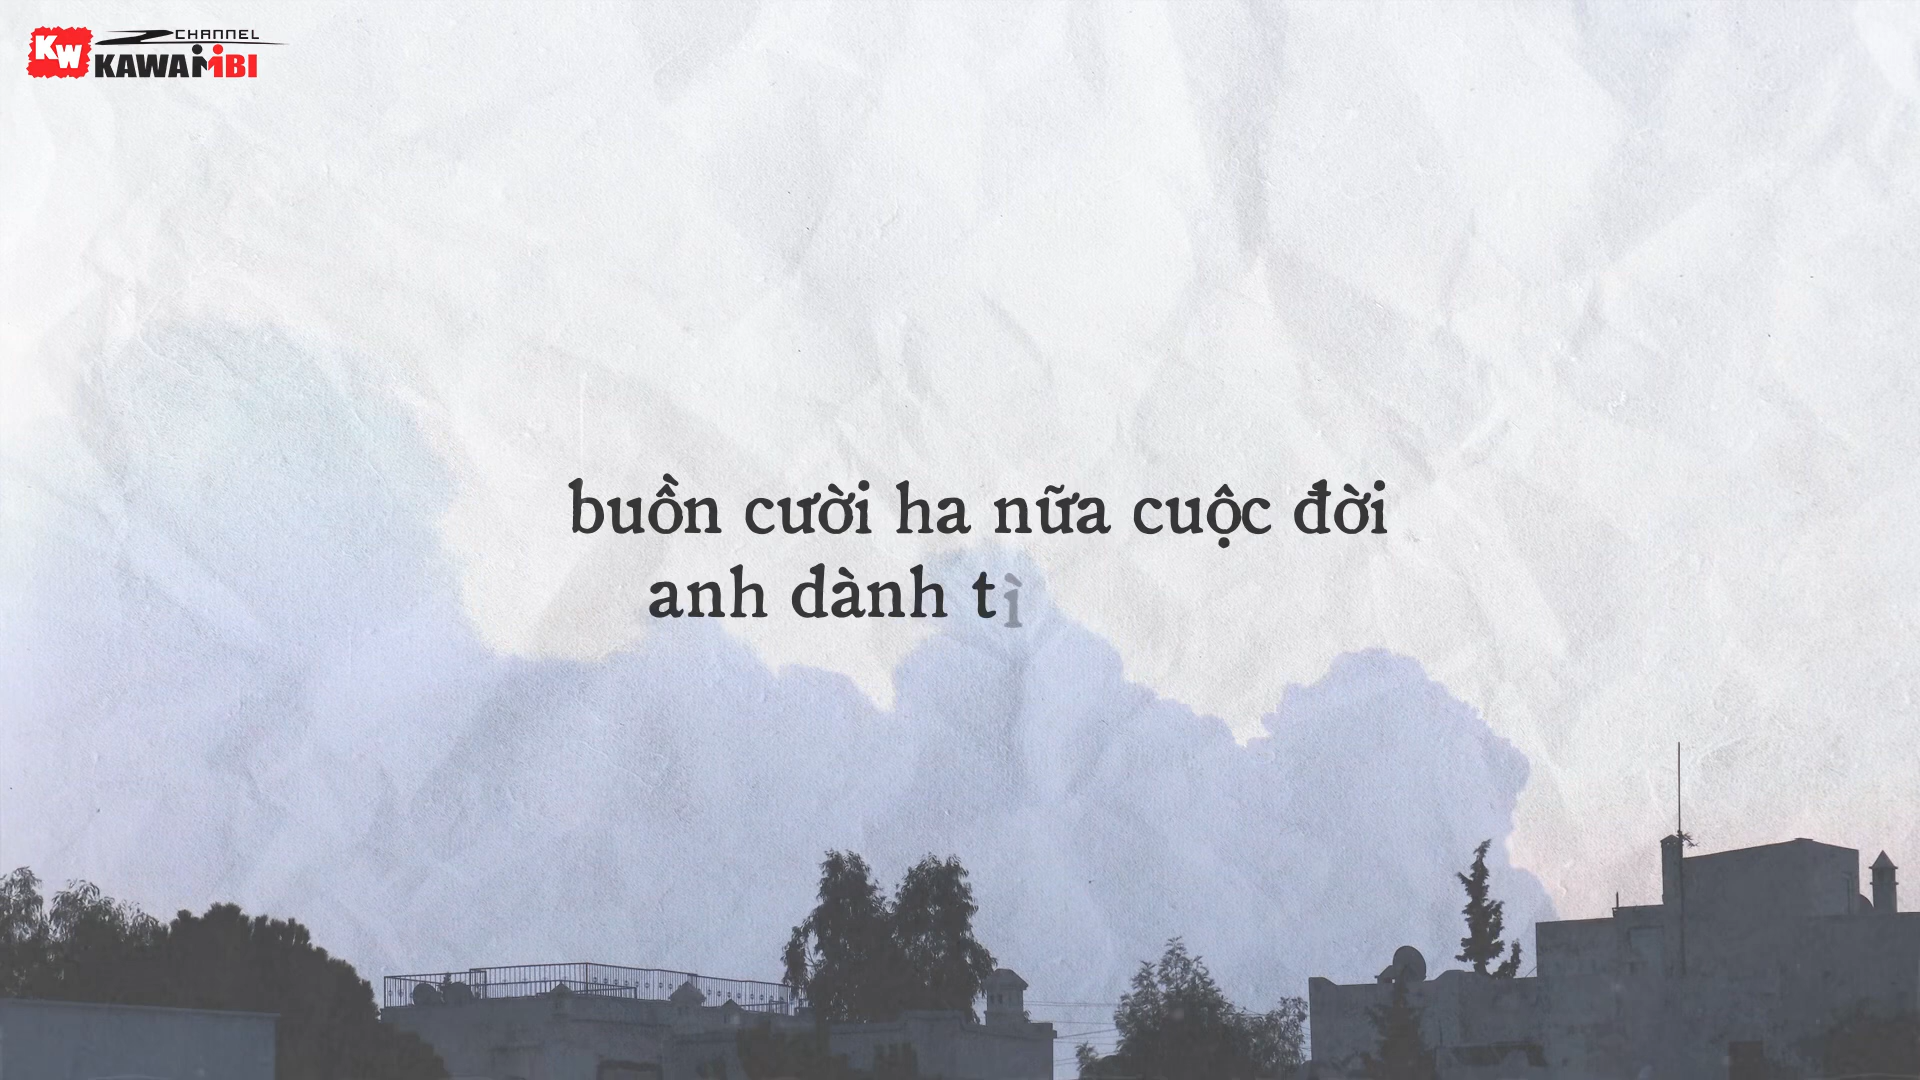 KW
CHANNEL
KAWAMBI
buồn cười ha nữa cuộc đời
anh dành tì